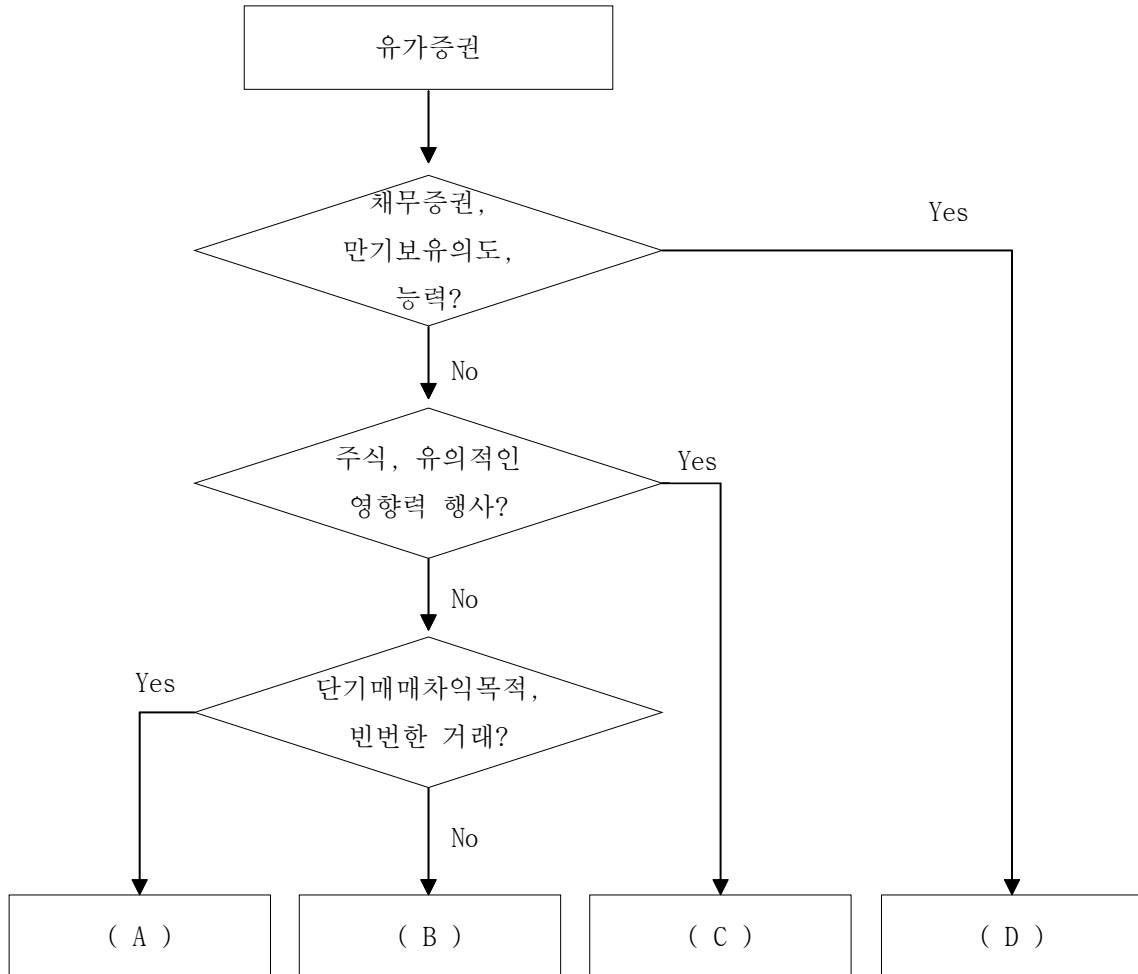 유가증권
채무증권,
만기보유의도,
능력?
Yes
No
주식, 유의적인
영향력 행사?
Yes
No
단기매매차익목적,
빈번한 거래?
Yes
No
( A )
( B )
( C )
( D )